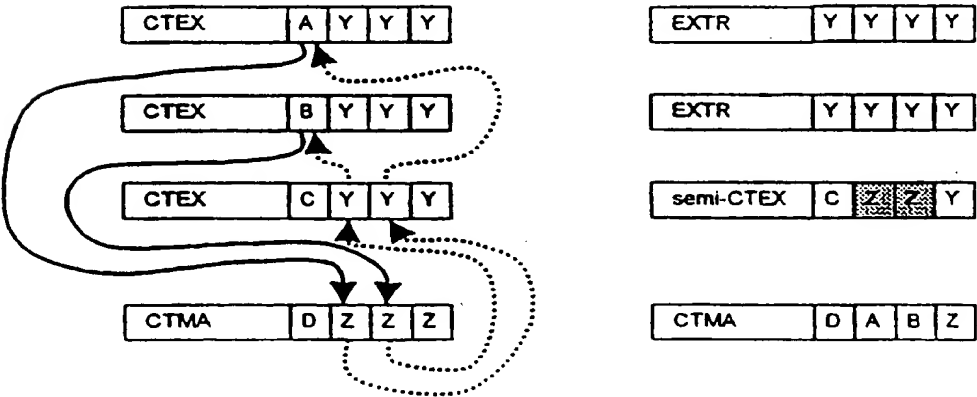 CTEX A Y Y Y EXTR Y Y Y Y
CTEX B Y Y Y EXTR Y Y Y Y
CTEX C Y Y Y semi-CTEX C Z Z Y
CTMA D Z Z Z CTMA D A B Z